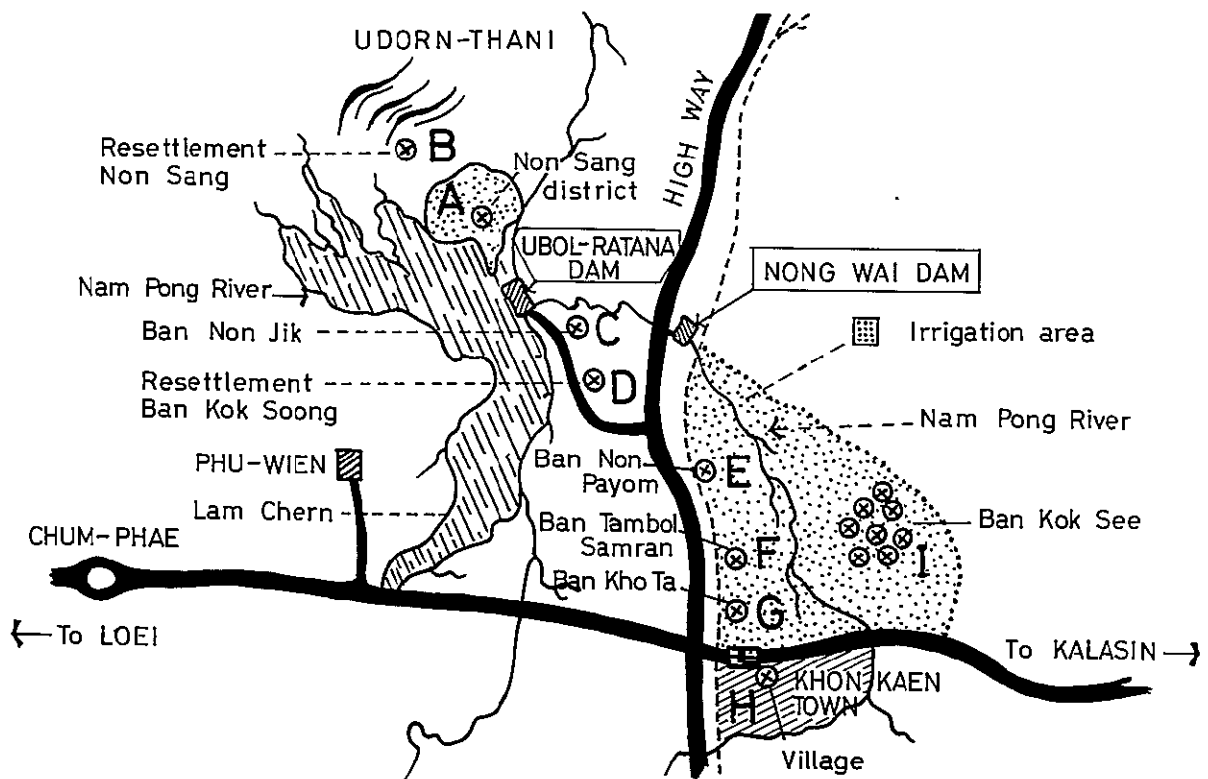 UDORN-THANI
Resettlement
Non Sang
B
Non Sang
district
A
HIGH WAY
UBOL-RATANA
DAM
NONG WAI DAM
Nam Pong River
Ban Non Jik
C
Irrigation area
Resettlement
Ban Kok Soong
D
Nam Pong River
PHU-WIEN
Ban Non
Payom
E
Lam Chern
Ban Tambol
Samran
F
Ban Kok See
I
CHUM-PHAE
Ban Kho Ta
G
To LOEI
To KALASIN
H
KHON KAEN
TOWN
Village